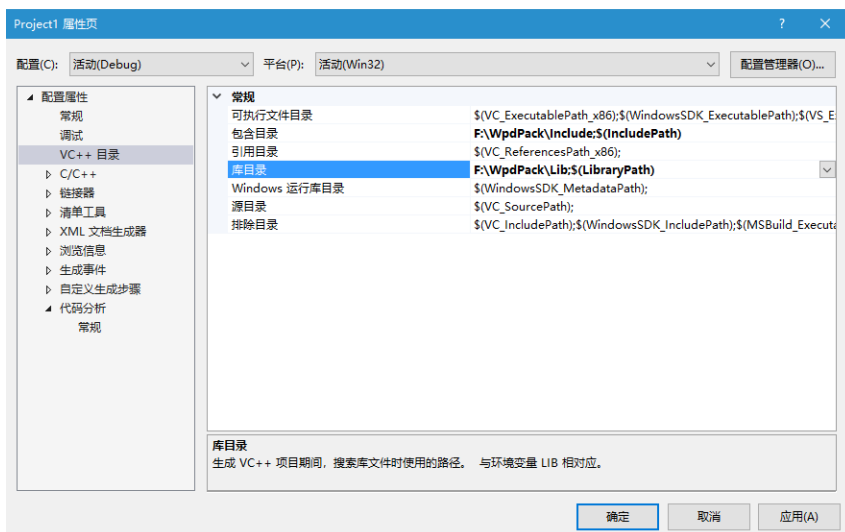 Project1 属性页
配置(C): 活动(Debug) 平台(P): 活动(Win32) 配置管理器(O)...
配置属性
常规
调试
VC++ 目录
C/C++
链接器
清单工具
XML 文档生成器
浏览信息
生成事件
自定义生成步骤
代码分析
常规
常规
可执行文件目录 $(VC_ExecutablePath_x86);$(WindowsSDK_ExecutablePath);$(VS_E
包含目录 F:\WpdPack\Include;$(IncludePath)
引用目录 $(VC_ReferencesPath_x86);
库目录 F:\WpdPack\Lib;$(LibraryPath)
Windows 运行库目录 $(WindowsSDK_MetadataPath);
源目录 $(VC_SourcePath);
排除目录 $(VC_IncludePath);$(WindowsSDK_IncludePath);$(MSBuild_Executa
库目录
生成 VC++ 项目期间，搜索库文件时使用的路径。 与环境变量 LIB 相对应。
确定 取消 应用(A)